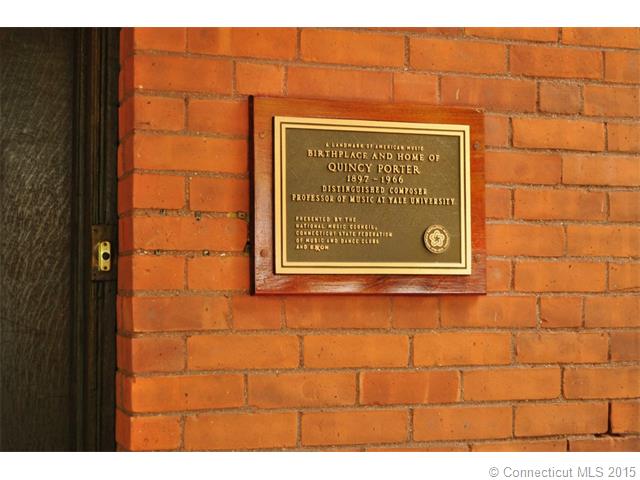 A LANDMARK OF AMERICAN MUSIC
BIRTHPLACE AND HOME OF
QUINCY PORTER
1897 - 1966
DISTINGUISHED COMPOSER
PROFESSOR OF MUSIC AT YALE UNIVERSITY
PRESENTED BY THE
NATIONAL MUSIC COUNCIL,
CONNECTICUT STATE FEDERATION
OF MUSIC AND DANCE CLUBS
AND EXXON
© Connecticut MLS 2015